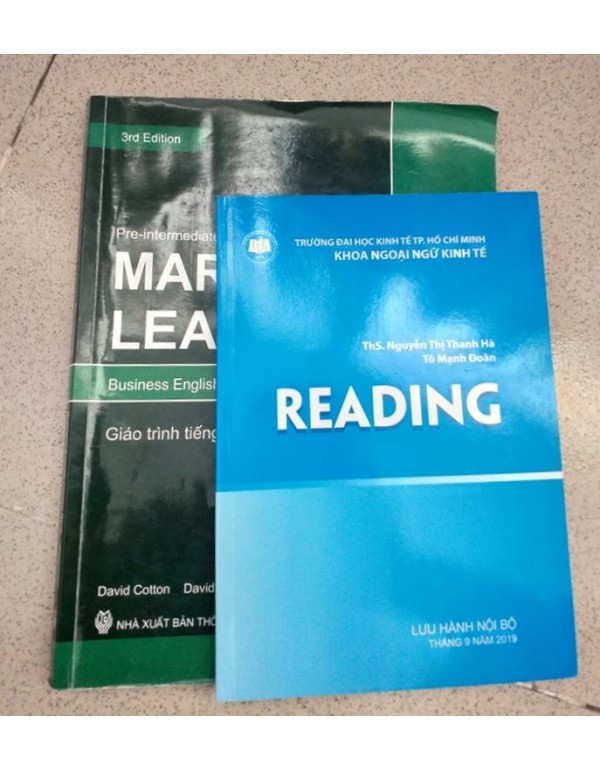 3rd Edition
Pre-intermediate
MAR
LEA
Business English
Giáo trình tiếng
David Cotton David
NHÀ XUẤT BẢN THỐ
TRƯỜNG ĐẠI HỌC KINH TẾ TP. HỒ CHÍ MINH
KHOA NGOẠI NGỮ KINH TẾ
ThS. Nguyễn Thị Thanh Hà
Tô Mạnh Đoàn
READING
LƯU HÀNH NỘI BỘ
THÁNG 9 NĂM 2019